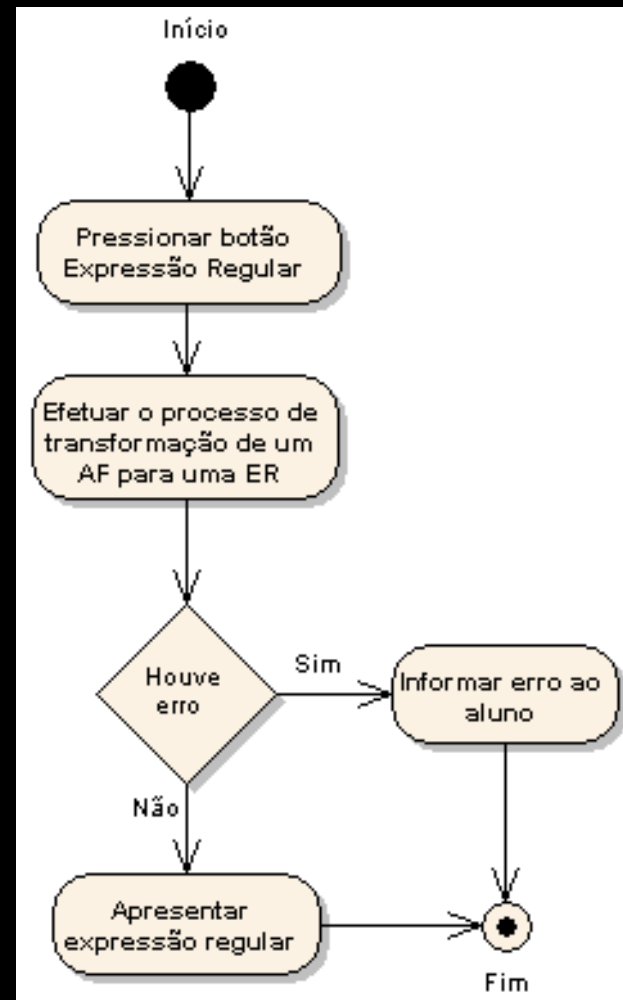 Início
Pressionar botão
Expressão Regular
Efetuar o processo de
transformação de um
AF para uma ER
Houve
erro
Sim
Informar erro ao
aluno
Não
Apresentar
expressão regular
Fim